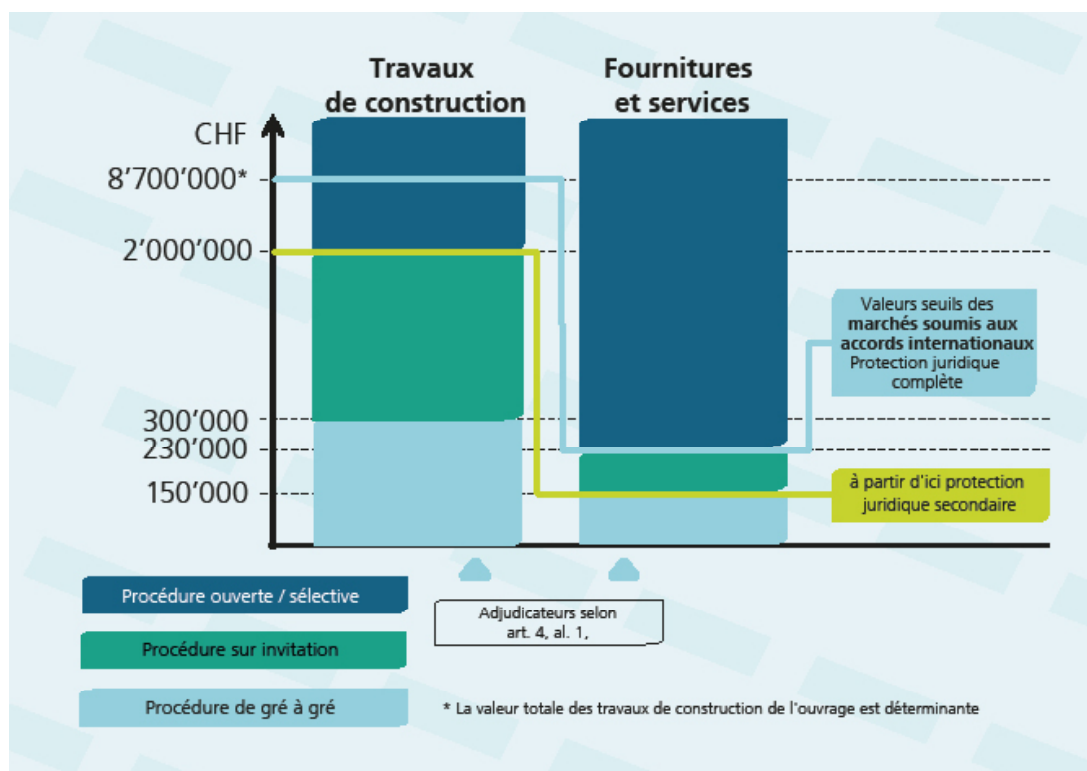 Travaux
de construction
Fournitures
et services
CHF
8'700'000*
2'000'000
300'000
230'000
150'000
Valeurs seuils des
marchés soumis aux
accords internationaux
Protection juridique
complète
à partir d'ici protection
juridique secondaire
Procédure ouverte / sélective
Procédure sur invitation
Procédure de gré à gré
Adjudicateurs selon
art. 4, al. 1,
* La valeur totale des travaux de construction de l'ouvrage est déterminante